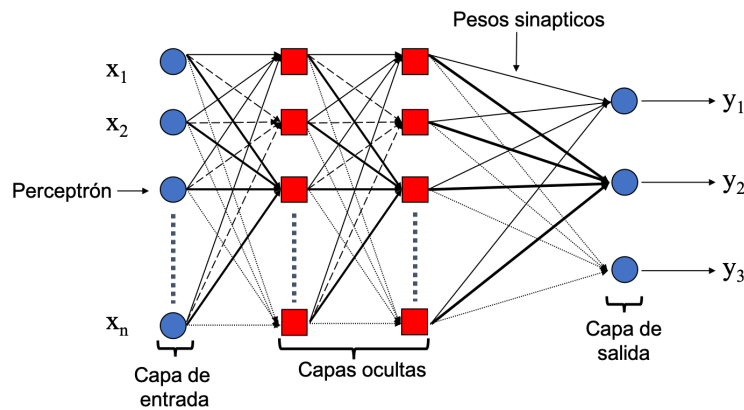 Pesos sinapticos
x1
x2
Perceptrón
xn
y1
y2
y3
Capa de
entrada
Capas ocultas
Capa de
salida